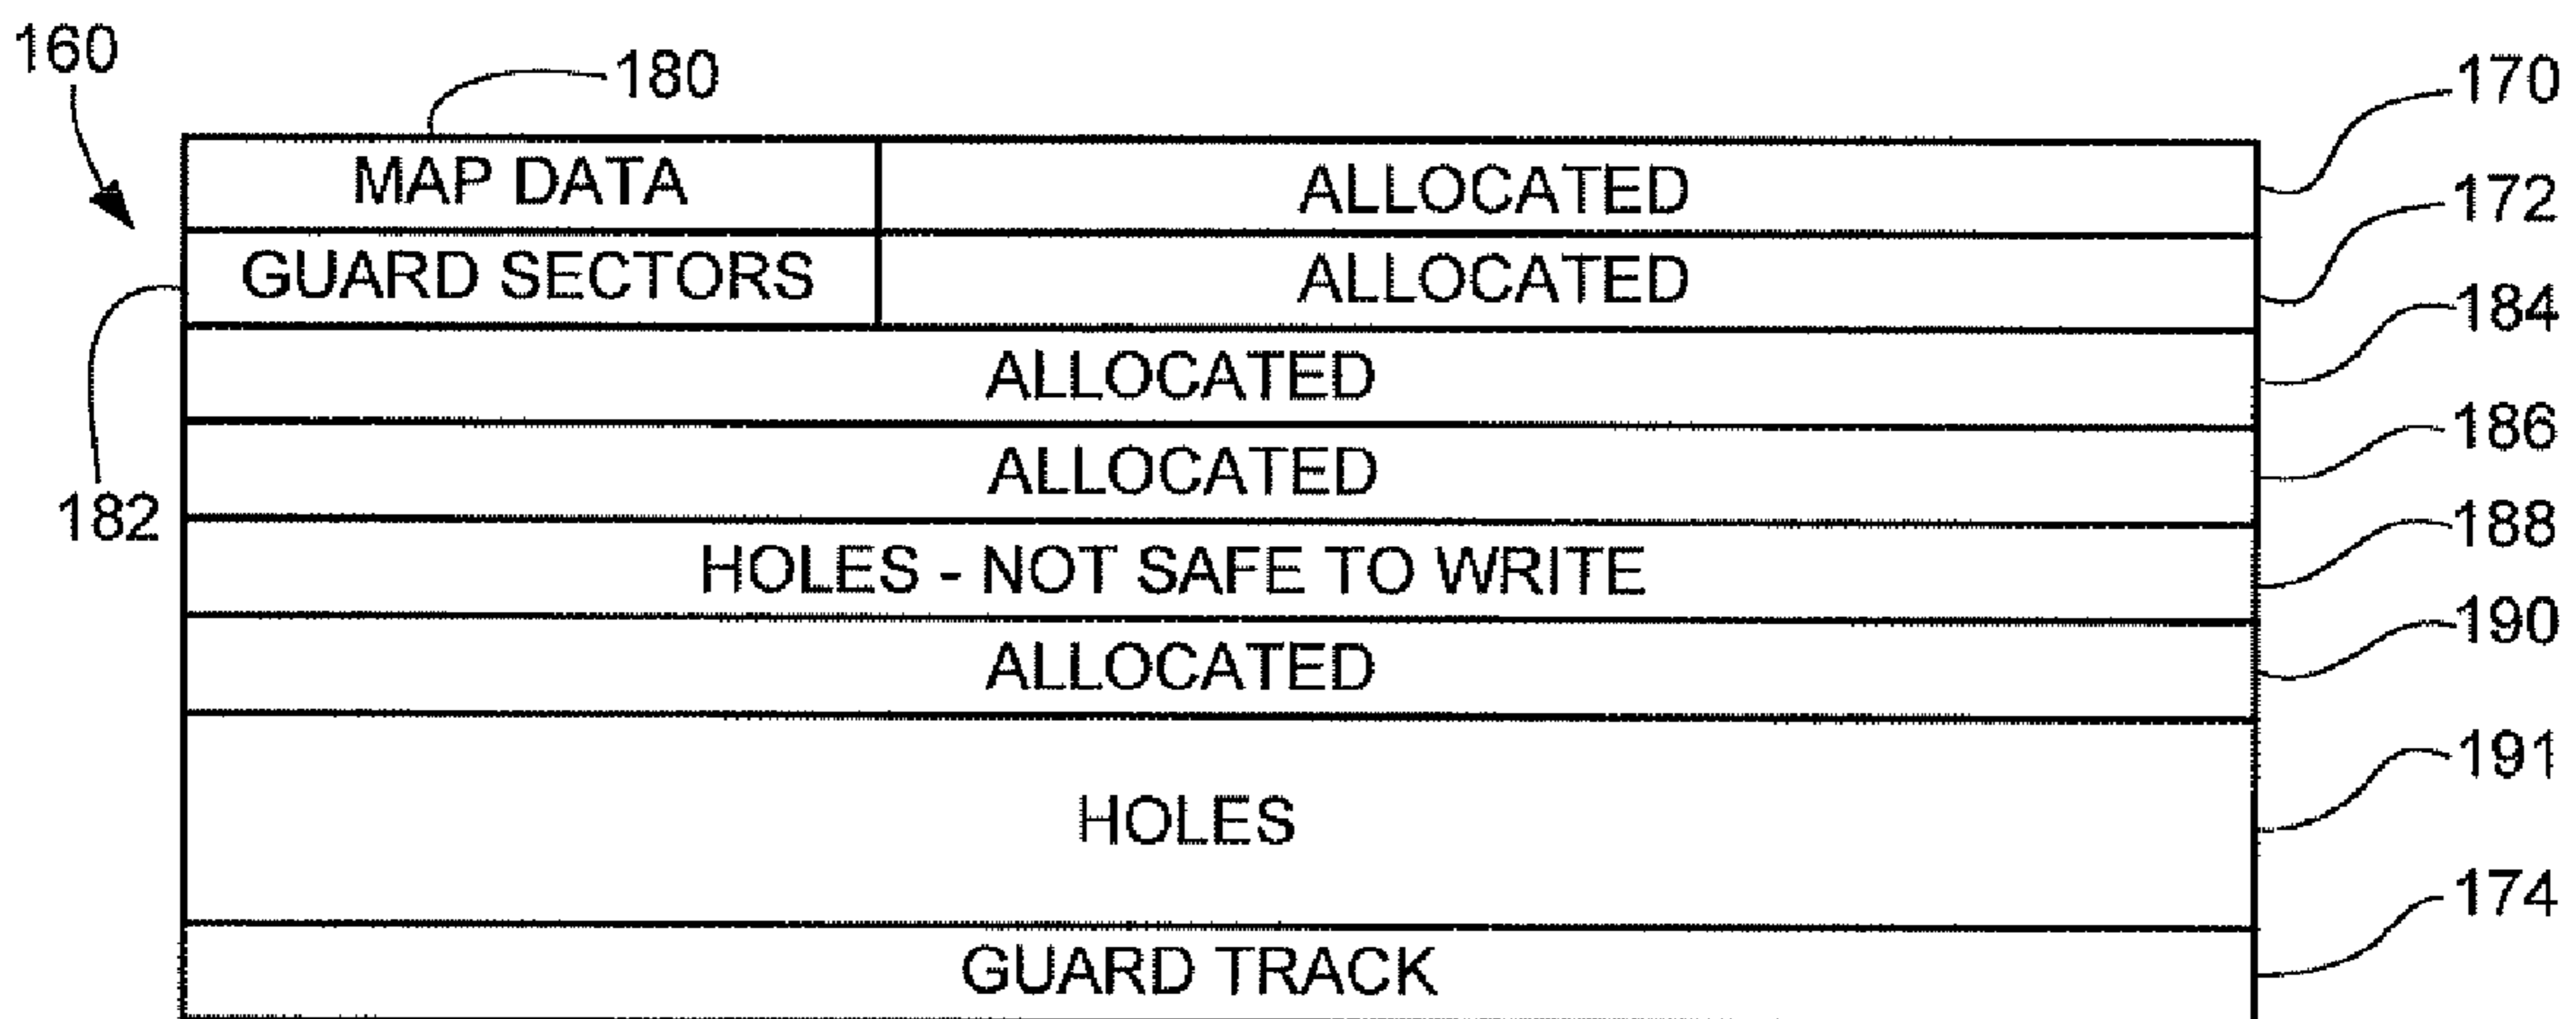 160
180
170
MAP DATA ALLOCATED
172
GUARD SECTORS ALLOCATED
184
ALLOCATED
186
ALLOCATED
182
188
HOLES - NOT SAFE TO WRITE
190
ALLOCATED
191
HOLES
174
GUARD TRACK